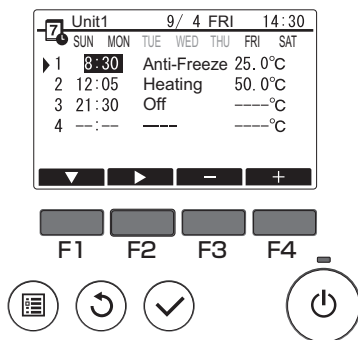 7 Unit1 9/ 4 FRI 14:30
SUN MON TUE WED THU FRI SAT
1 8:30 Anti-Freeze 25.0°C
2 12:05 Heating 50.0°C
3 21:30 Off ----°C
4 --:-- ---- ----°C
▼ ▶ − +
F1 F2 F3 F4